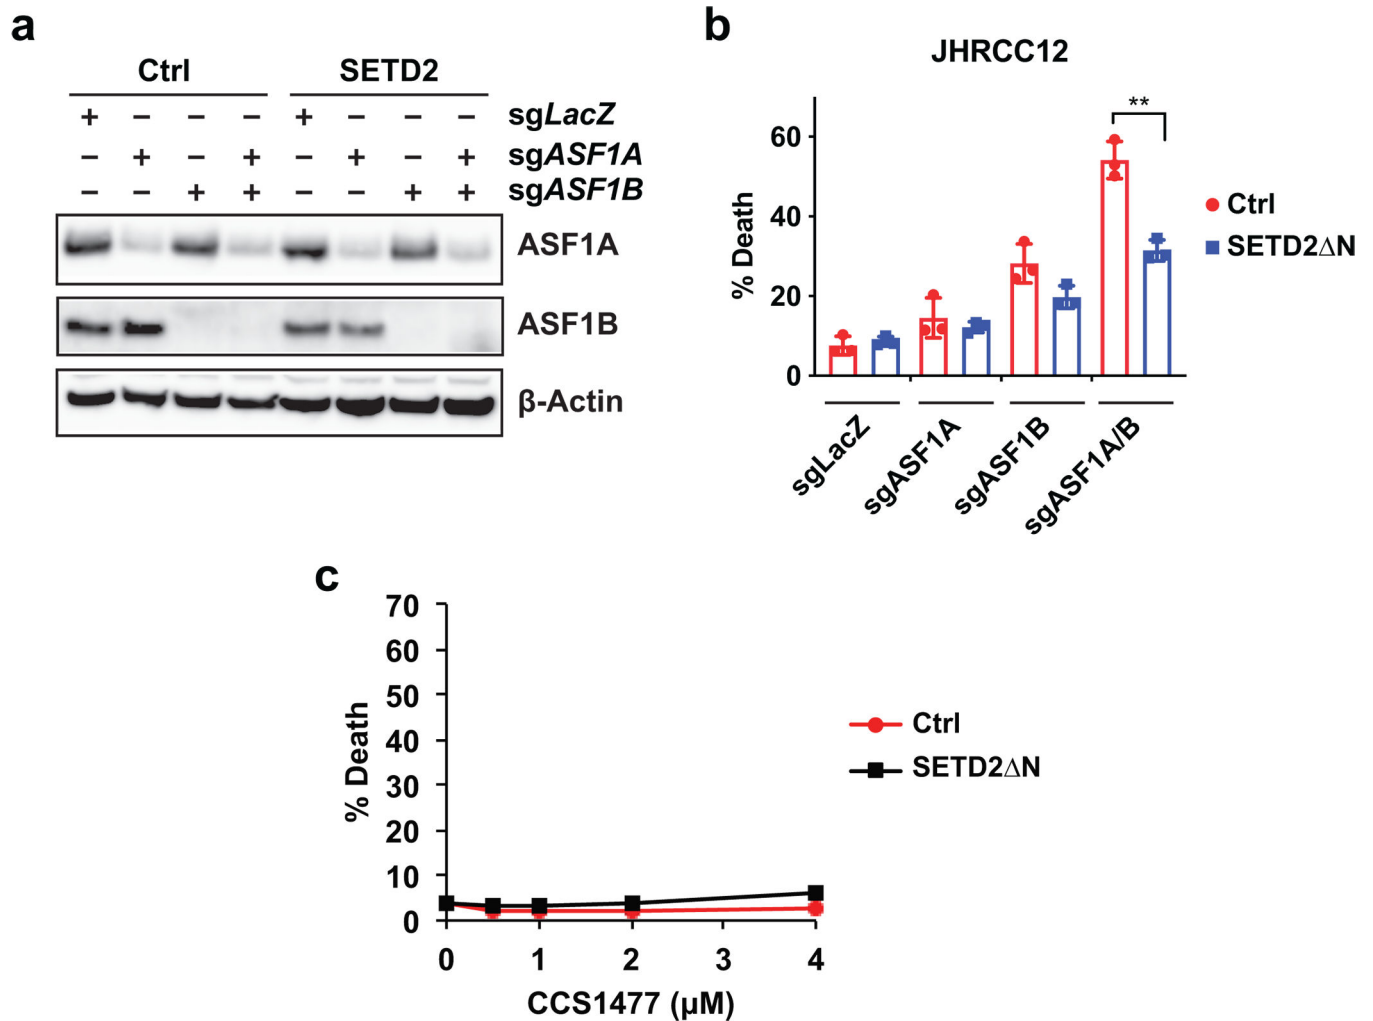 a
Ctrl SETD2
+ − − − + − − − sgLacZ
− + − + − + − + sgASF1A
− − + + − − + + sgASF1B
ASF1A
ASF1B
β-Actin
b
JHRCC12
**
% Death
60
40
20
0
Ctrl
SETD2ΔN
sgLacZ
sgASF1A
sgASF1B
sgASF1A/B
c
% Death
70
60
50
40
30
20
10
0
0 1 2 3 4
CCS1477 (μM)
Ctrl
SETD2ΔN